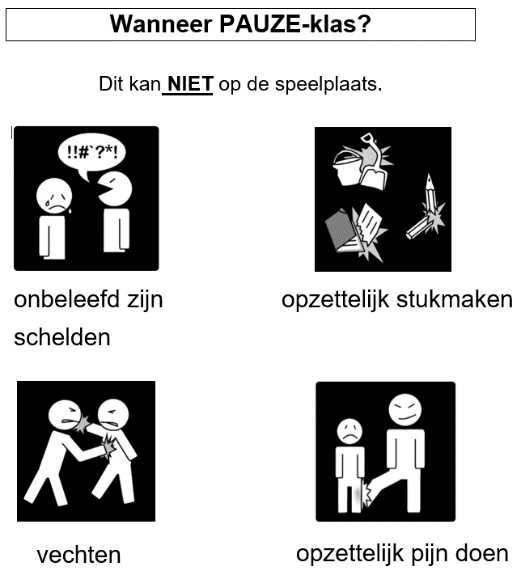 Wanneer PAUZE-klas?
Dit kan NIET op de speelplaats.
!!#`?*!
onbeleefd zijn
schelden
opzettelijk stukmaken
vechten
opzettelijk pijn doen